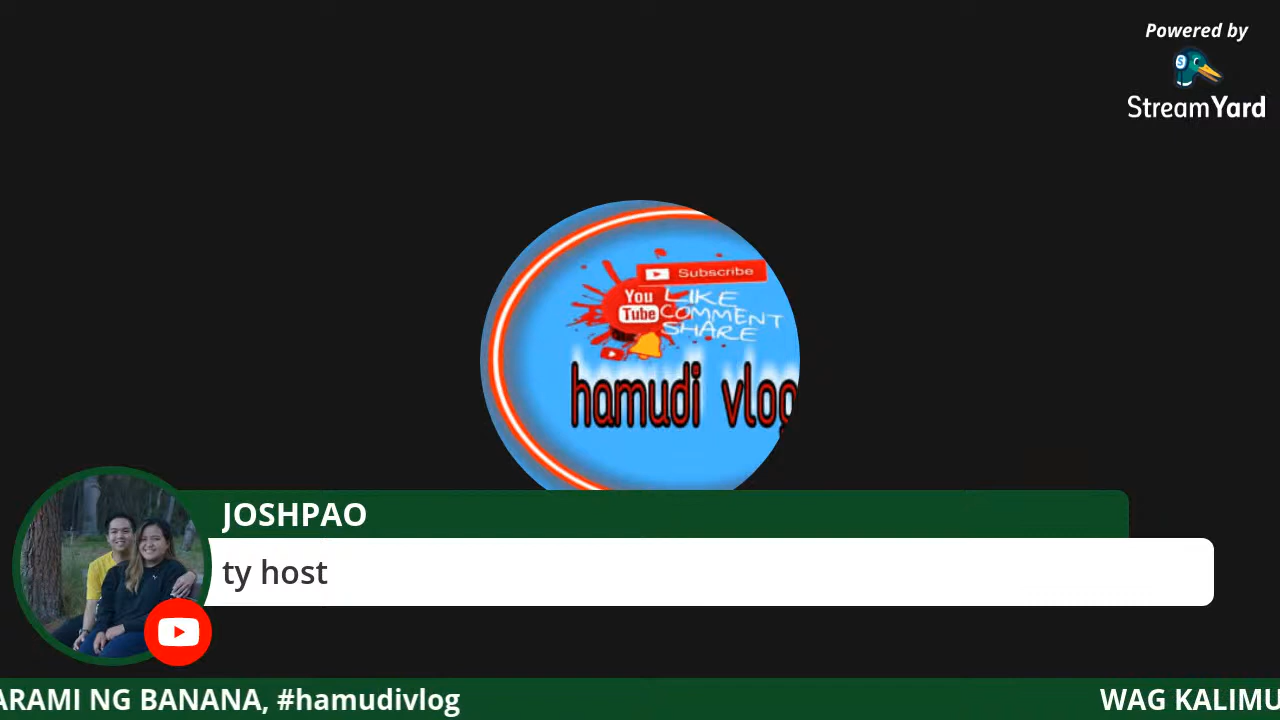 Powered by
StreamYard
Subscribe
You
Tube
LIKE
COMMENT
SHARE
hamudi vlog
JOSHPAO
ty host
ARAMI NG BANANA, #hamudivlog
WAG KALIMU